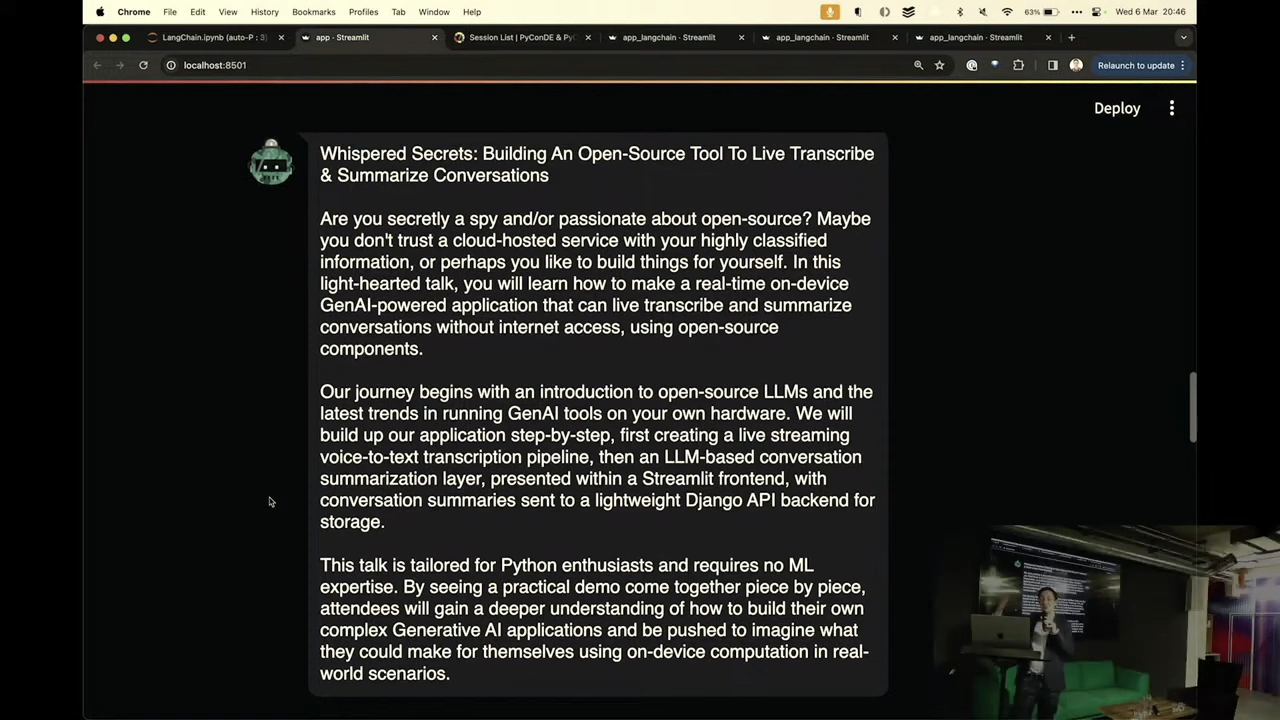 Chrome File Edit View History Bookmarks Profiles Tab Window Help 63% Wed 6 Mar 20:46
LangChain.ipynb (auto-P : 3) app · Streamlit Session List | PyConDE & Py app_langchain · Streamlit app_langchain · Streamlit app_langchain · Streamlit
localhost:8501 Relaunch to update
Deploy
Whispered Secrets: Building An Open-Source Tool To Live Transcribe
& Summarize Conversations
Are you secretly a spy and/or passionate about open-source? Maybe
you don't trust a cloud-hosted service with your highly classified
information, or perhaps you like to build things for yourself. In this
light-hearted talk, you will learn how to make a real-time on-device
GenAI-powered application that can live transcribe and summarize
conversations without internet access, using open-source
components.
Our journey begins with an introduction to open-source LLMs and the
latest trends in running GenAI tools on your own hardware. We will
build up our application step-by-step, first creating a live streaming
voice-to-text transcription pipeline, then an LLM-based conversation
summarization layer, presented within a Streamlit frontend, with
conversation summaries sent to a lightweight Django API backend for
storage.
This talk is tailored for Python enthusiasts and requires no ML
expertise. By seeing a practical demo come together piece by piece,
attendees will gain a deeper understanding of how to build their own
complex Generative AI applications and be pushed to imagine what
they could make for themselves using on-device computation in real-
world scenarios.